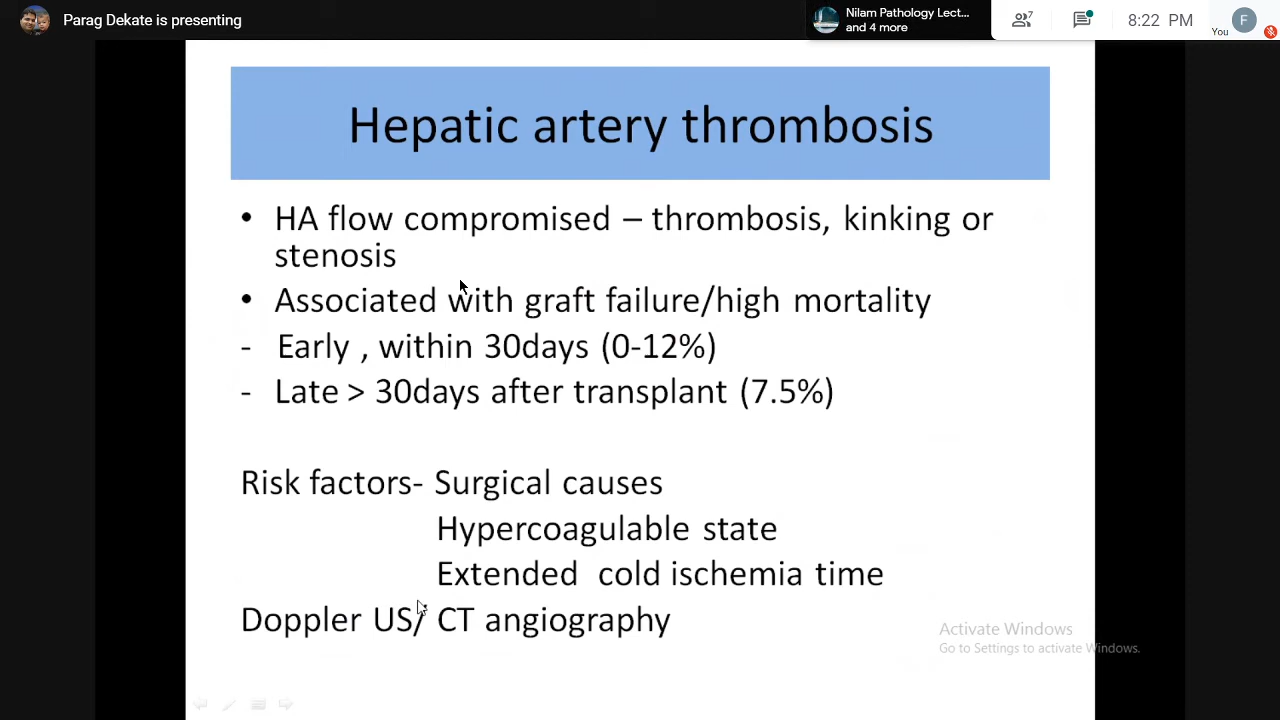 Parag Dekate is presenting
Nilam Pathology Lect...
and 4 more
7
8:22 PM
F
You
Hepatic artery thrombosis
• HA flow compromised – thrombosis, kinking or
stenosis
• Associated with graft failure/high mortality
- Early , within 30days (0-12%)
- Late > 30days after transplant (7.5%)
Risk factors- Surgical causes
Hypercoagulable state
Extended cold ischemia time
Doppler US/ CT angiography
Activate Windows
Go to Settings to activate Windows.